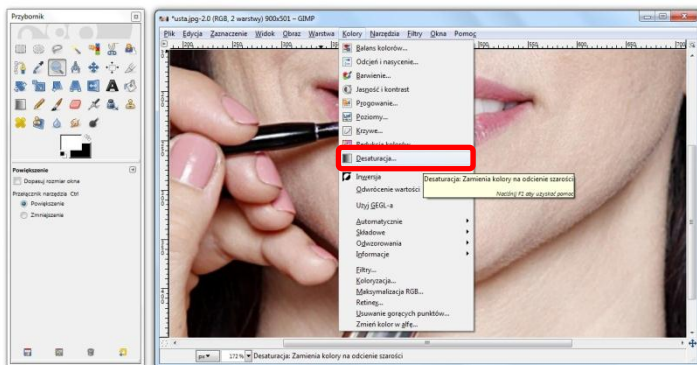 Przybornik
*usta.jpg-2.0 (RGB, 2 warstwy) 900x501 – GIMP
Plik Edycja Zaznaczenie Widok Obraz Warstwa Kolory Narzędzia Filtry Okna Pomoc
Balans kolorów...
Odcień i nasycenie...
Barwienie...
Jasność i kontrast
Progowanie...
Poziomy...
Krzywe...
Redukcja kolorów...
Desaturacja...
Desaturacja: Zamienia kolory na odcienie szarości
Naciśnij F1 aby uzyskać pomoc
Inwersja
Odwrócenie wartości
Użyj GEGL-a
Automatycznie
Składowe
Odwzorowania
Informacje
Filtry...
Koloryzacja...
Maksymalizacja RGB...
Retinex...
Usuwanie gorących punktów...
Zmień kolor w alfę...
Powiększenie
Dopasuj rozmiar okna
Przełącznik narzędzia Ctrl
Powiększanie
Zmniejszanie
px 172 % Desaturacja: Zamienia kolory na odcienie szarości